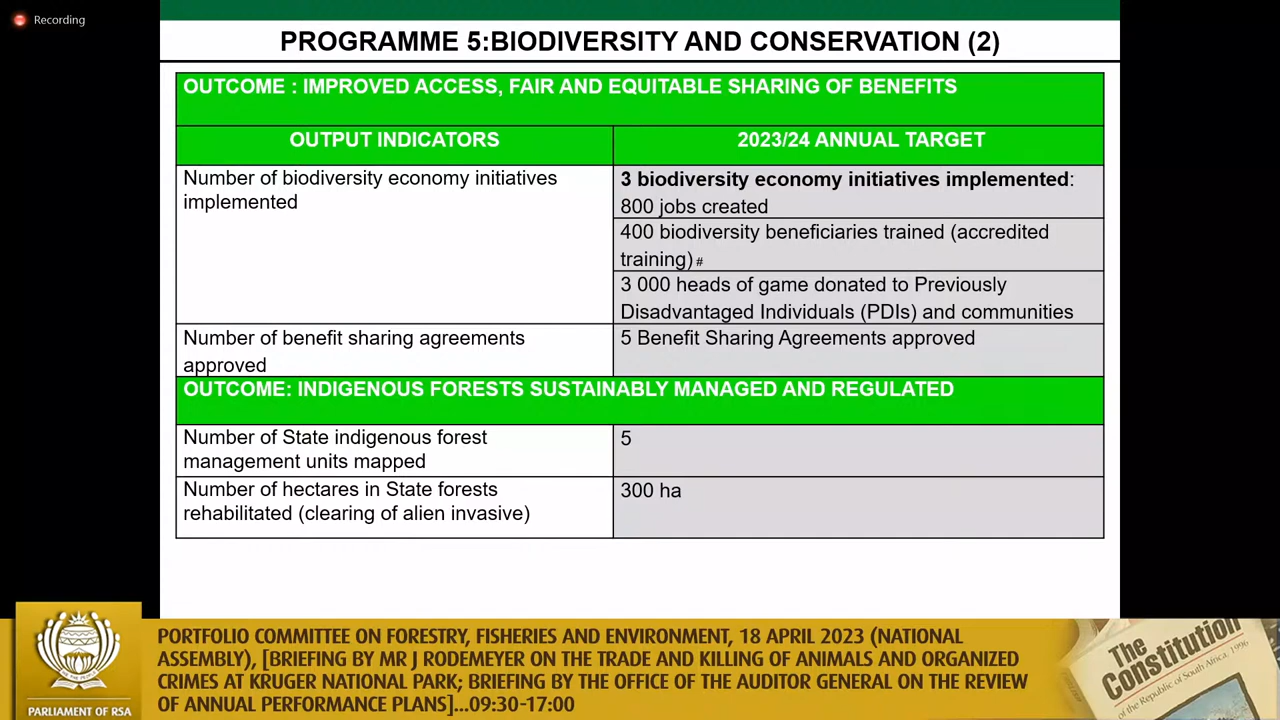 Recording
PROGRAMME 5:BIODIVERSITY AND CONSERVATION (2)
OUTCOME : IMPROVED ACCESS, FAIR AND EQUITABLE SHARING OF BENEFITS
OUTPUT INDICATORS
2023/24 ANNUAL TARGET
Number of biodiversity economy initiatives
implemented
3 biodiversity economy initiatives implemented:
800 jobs created
400 biodiversity beneficiaries trained (accredited
training) #
3 000 heads of game donated to Previously
Disadvantaged Individuals (PDIs) and communities
Number of benefit sharing agreements
approved
5 Benefit Sharing Agreements approved
OUTCOME: INDIGENOUS FORESTS SUSTAINABLY MANAGED AND REGULATED
Number of State indigenous forest
management units mapped
5
Number of hectares in State forests
rehabilitated (clearing of alien invasive)
300 ha
PORTFOLIO COMMITTEE ON FORESTRY, FISHERIES AND ENVIRONMENT, 18 APRIL 2023 (NATIONAL
ASSEMBLY), [BRIEFING BY MR J RODEMEYER ON THE TRADE AND KILLING OF ANIMALS AND ORGANIZED
CRIMES AT KRUGER NATIONAL PARK; BRIEFING BY THE OFFICE OF THE AUDITOR GENERAL ON THE REVIEW
OF ANNUAL PERFORMANCE PLANS]...09:30-17:00
PARLIAMENT OF RSA
The
Constitution
of the Republic of South Africa, 1996